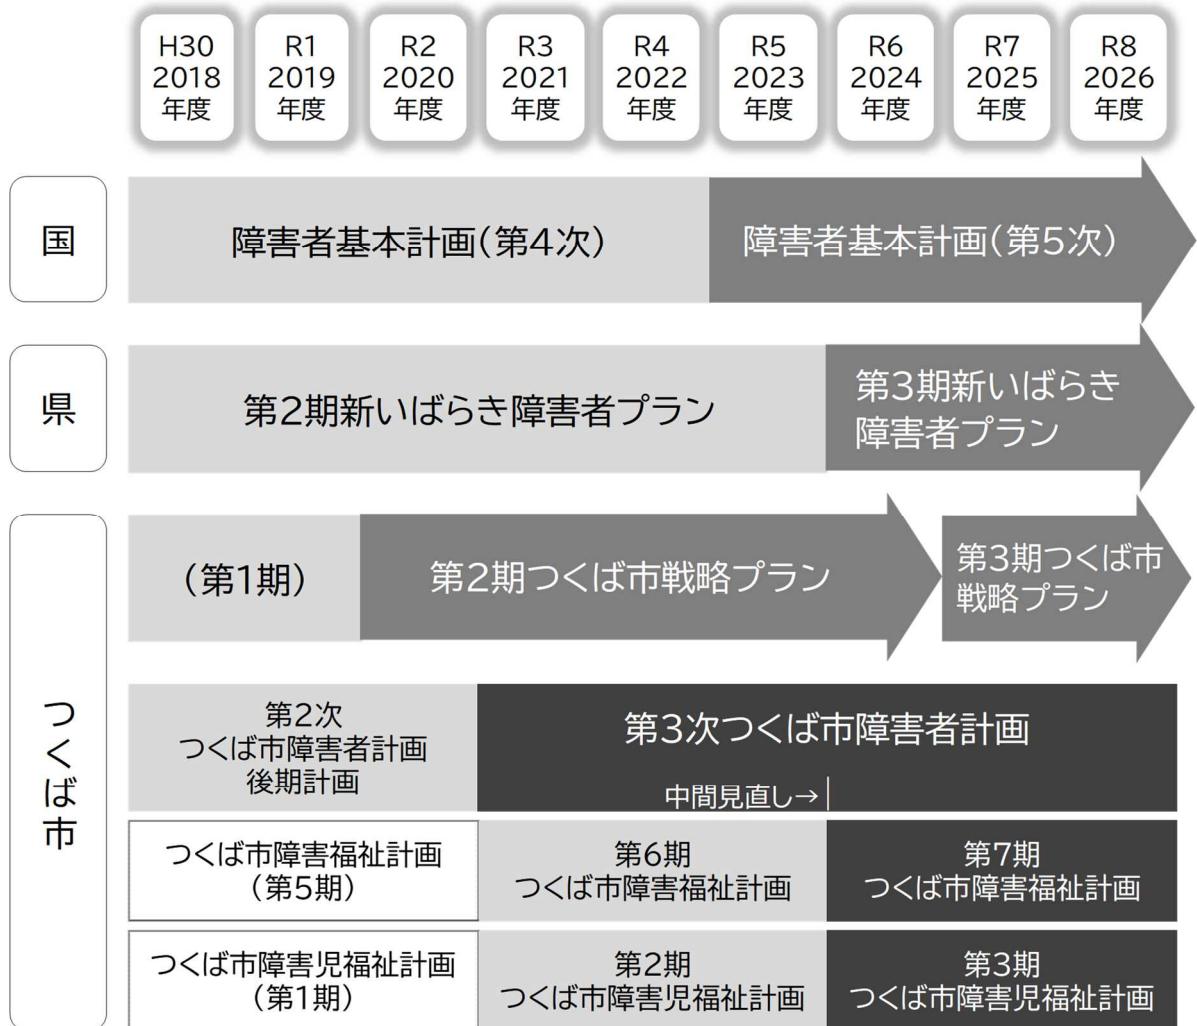 H30
2018
年度
R1
2019
年度
R2
2020
年度
R3
2021
年度
R4
2022
年度
R5
2023
年度
R6
2024
年度
R7
2025
年度
R8
2026
年度
国
障害者基本計画(第4次)
障害者基本計画(第5次)
県
第2期新いばらき障害者プラン
第3期新いばらき
障害者プラン
つくば市
(第1期)
第2期つくば市戦略プラン
第3期つくば市
戦略プラン
第2次
つくば市障害者計画
後期計画
第3次つくば市障害者計画
中間見直し→
つくば市障害福祉計画
(第5期)
第6期
つくば市障害福祉計画
第7期
つくば市障害福祉計画
つくば市障害児福祉計画
(第1期)
第2期
つくば市障害児福祉計画
第3期
つくば市障害児福祉計画